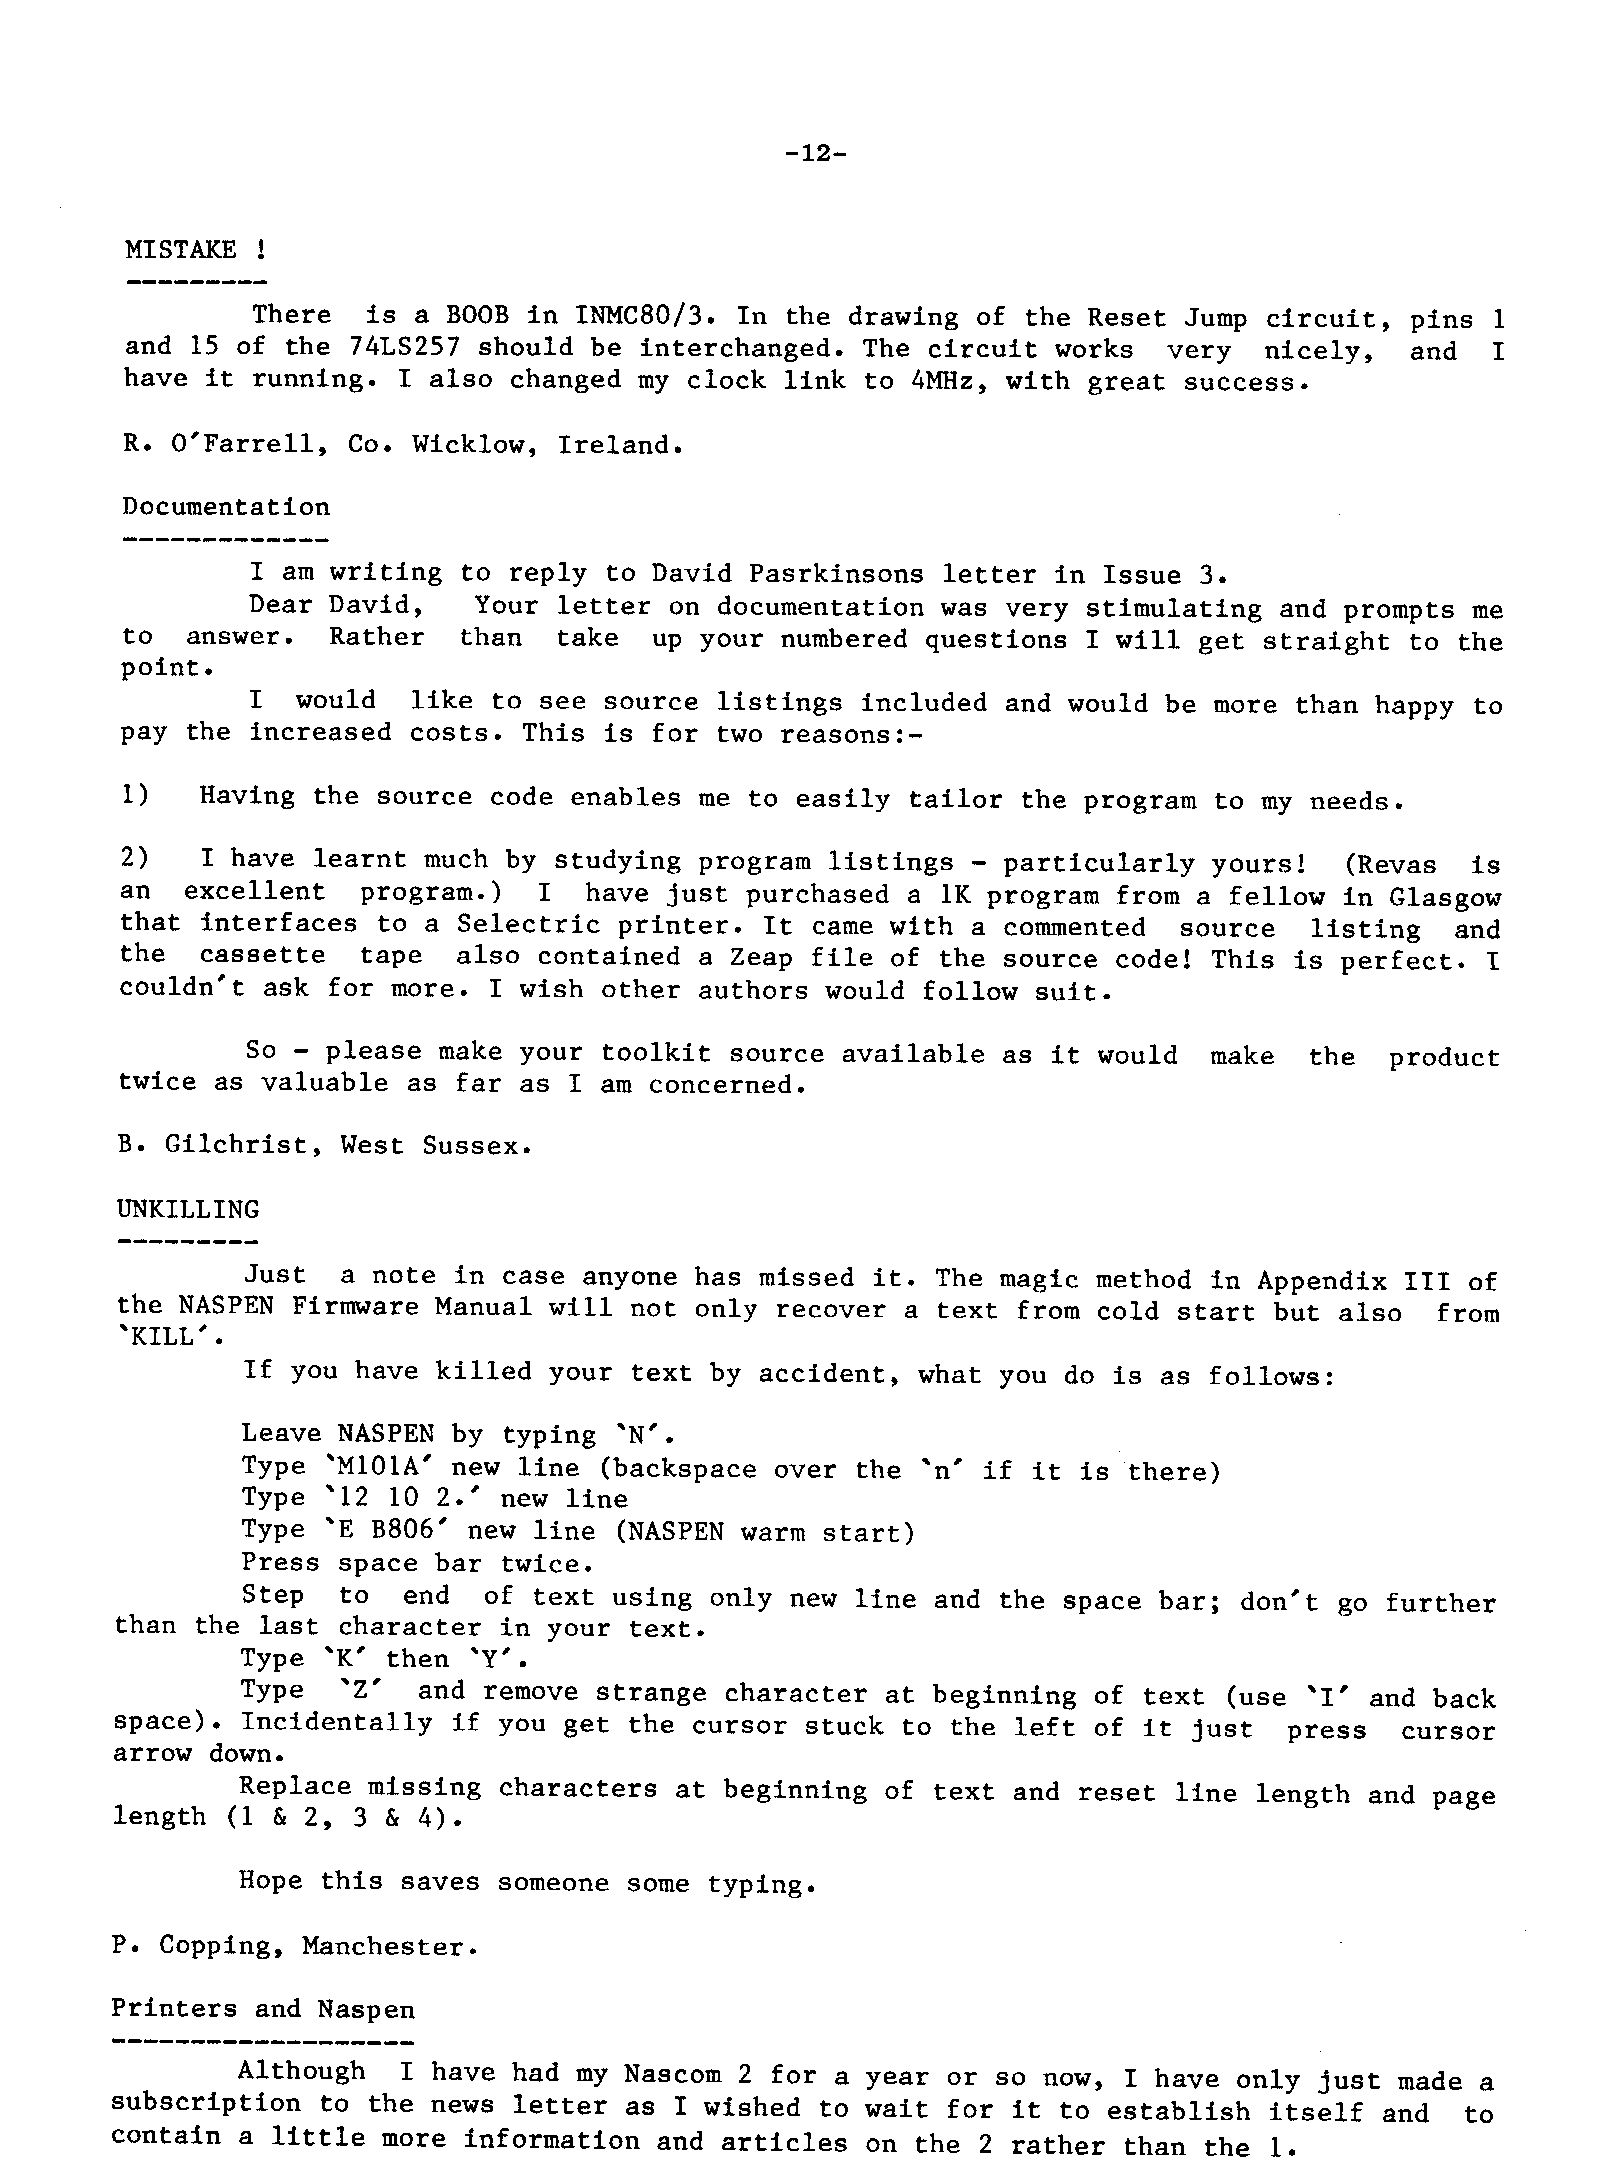 -12-
MISTAKE !
---------
There is a BOOB in INMC80/3. In the drawing of the Reset Jump circuit, pins 1
and 15 of the 74LS257 should be interchanged. The circuit works very nicely, and I
have it running. I also changed my clock link to 4MHz, with great success.
R. O'Farrell, Co. Wicklow, Ireland.
Documentation
-------------
I am writing to reply to David Pasrkinsons letter in Issue 3.
Dear David, Your letter on documentation was very stimulating and prompts me
to answer. Rather than take up your numbered questions I will get straight to the
point.
I would like to see source listings included and would be more than happy to
pay the increased costs. This is for two reasons:-
1) Having the source code enables me to easily tailor the program to my needs.
2) I have learnt much by studying program listings - particularly yours! (Revas is
an excellent program.) I have just purchased a 1K program from a fellow in Glasgow
that interfaces to a Selectric printer. It came with a commented source listing and
the cassette tape also contained a Zeap file of the source code! This is perfect. I
couldn't ask for more. I wish other authors would follow suit.
So - please make your toolkit source available as it would make the product
twice as valuable as far as I am concerned.
B. Gilchrist, West Sussex.
UNKILLING
---------
Just a note in case anyone has missed it. The magic method in Appendix III of
the NASPEN Firmware Manual will not only recover a text from cold start but also from
`KILL'.
If you have killed your text by accident, what you do is as follows:
Leave NASPEN by typing `N'.
Type `M101A' new line (backspace over the `n' if it is there)
Type `12 10 2.' new line
Type `E B806' new line (NASPEN warm start)
Press space bar twice.
Step to end of text using only new line and the space bar; don't go further
than the last character in your text.
Type `K' then `Y'.
Type `Z' and remove strange character at beginning of text (use `I' and back
space). Incidentally if you get the cursor stuck to the left of it just press cursor
arrow down.
Replace missing characters at beginning of text and reset line length and page
length (1 & 2, 3 & 4).
Hope this saves someone some typing.
P. Copping, Manchester.
Printers and Naspen
-------------------
Although I have had my Nascom 2 for a year or so now, I have only just made a
subscription to the news letter as I wished to wait for it to establish itself and to
contain a little more information and articles on the 2 rather than the 1.